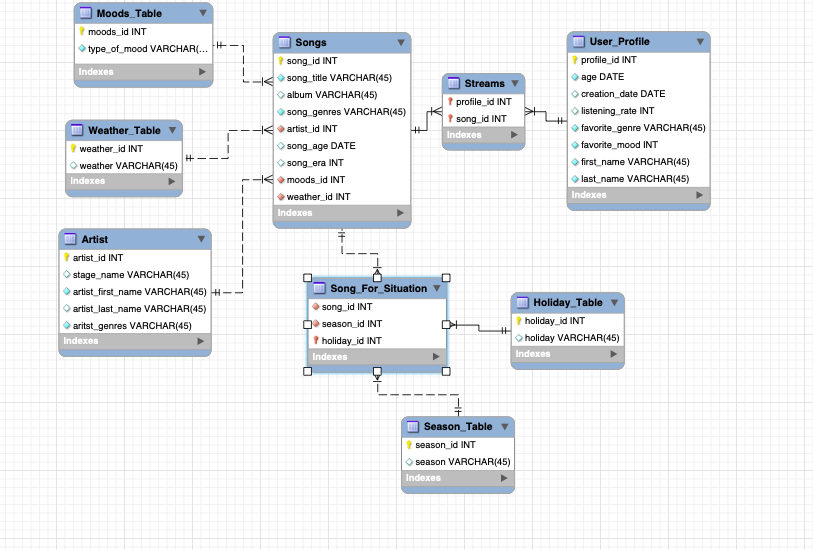 Moods_Table
moods_id INT
type_of_mood VARCHAR(...
Indexes
Weather_Table
weather_id INT
weather VARCHAR(45)
Indexes
Artist
artist_id INT
stage_name VARCHAR(45)
artist_first_name VARCHAR(45)
artist_last_name VARCHAR(45)
aritst_genres VARCHAR(45)
Indexes
Songs
song_id INT
song_title VARCHAR(45)
album VARCHAR(45)
song_genres VARCHAR(45)
artist_id INT
song_age DATE
song_era INT
moods_id INT
weather_id INT
Indexes
Streams
profile_id INT
song_id INT
Indexes
User_Profile
profile_id INT
age DATE
creation_date DATE
listening_rate INT
favorite_genre VARCHAR(45)
favorite_mood INT
first_name VARCHAR(45)
last_name VARCHAR(45)
Indexes
Song_For_Situation
song_id INT
season_id INT
holiday_id INT
Indexes
Holiday_Table
holiday_id INT
holiday VARCHAR(45)
Indexes
Season_Table
season_id INT
season VARCHAR(45)
Indexes